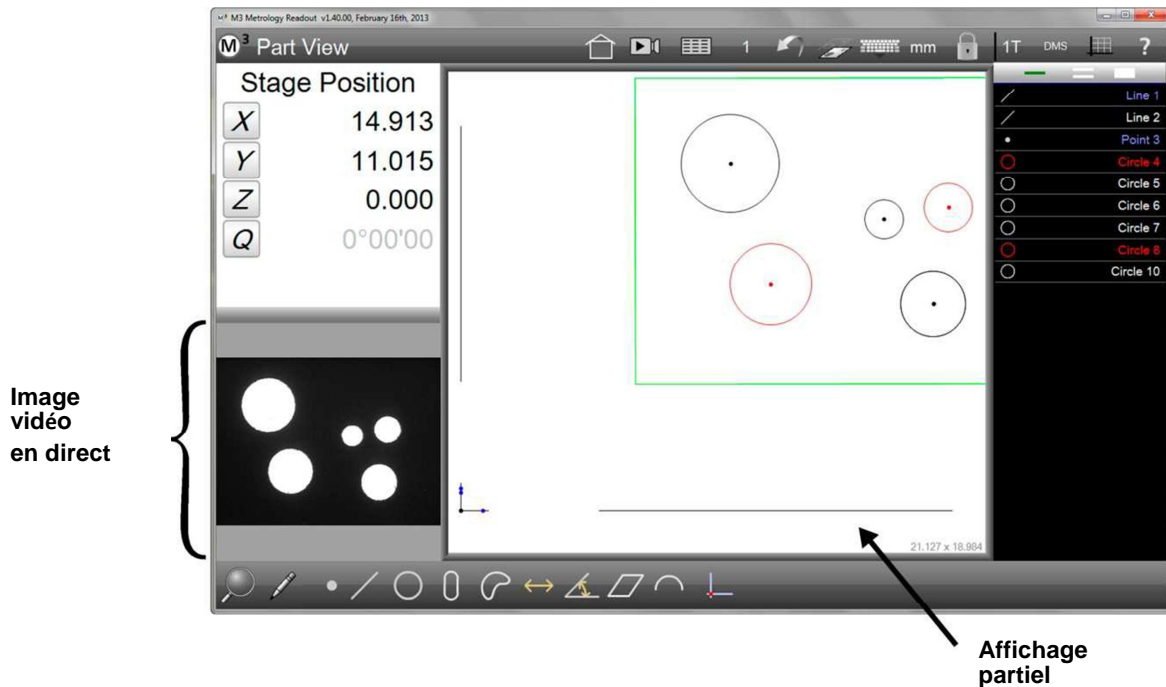 M³ M3 Metrology Readout v1.40.00, February 16th, 2013
M³ Part View
1
mm
1T
DMS
?
Stage Position
X 14.913
Y 11.015
Z 0.000
Q 0°00'00
Line 1
Line 2
Point 3
Circle 4
Circle 5
Circle 6
Circle 7
Circle 8
Circle 10
21.127 x 18.984
Image
vidéo
en direct
Affichage
partiel